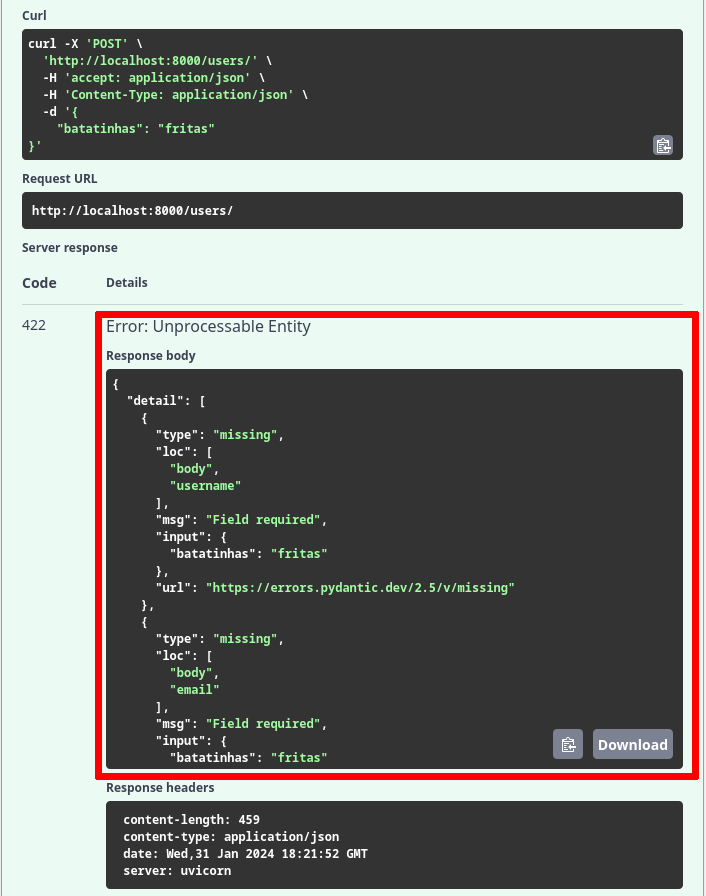 Curl
curl -X 'POST' \
  'http://localhost:8000/users/' \
  -H 'accept: application/json' \
  -H 'Content-Type: application/json' \
  -d '{
    "batatinhas": "fritas"
}'
Request URL
http://localhost:8000/users/
Server response
Code Details
422 Error: Unprocessable Entity
Response body
{
  "detail": [
    {
      "type": "missing",
      "loc": [
        "body",
        "username"
      ],
      "msg": "Field required",
      "input": {
        "batatinhas": "fritas"
      },
      "url": "https://errors.pydantic.dev/2.5/v/missing"
    },
    {
      "type": "missing",
      "loc": [
        "body",
        "email"
      ],
      "msg": "Field required",
      "input": {
        "batatinhas": "fritas"
Download
Response headers
content-length: 459
content-type: application/json
date: Wed,31 Jan 2024 18:21:52 GMT
server: uvicorn